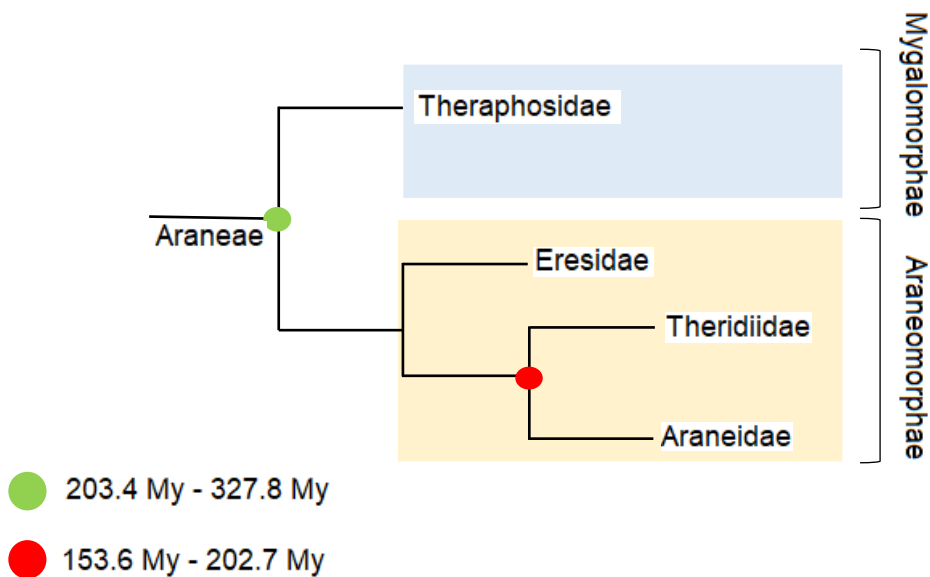 Mygalomorphae
Theraphosidae
Araneae
Araneomorphae
Eresidae
Theridiidae
Araneidae
203.4 My - 327.8 My
153.6 My - 202.7 My